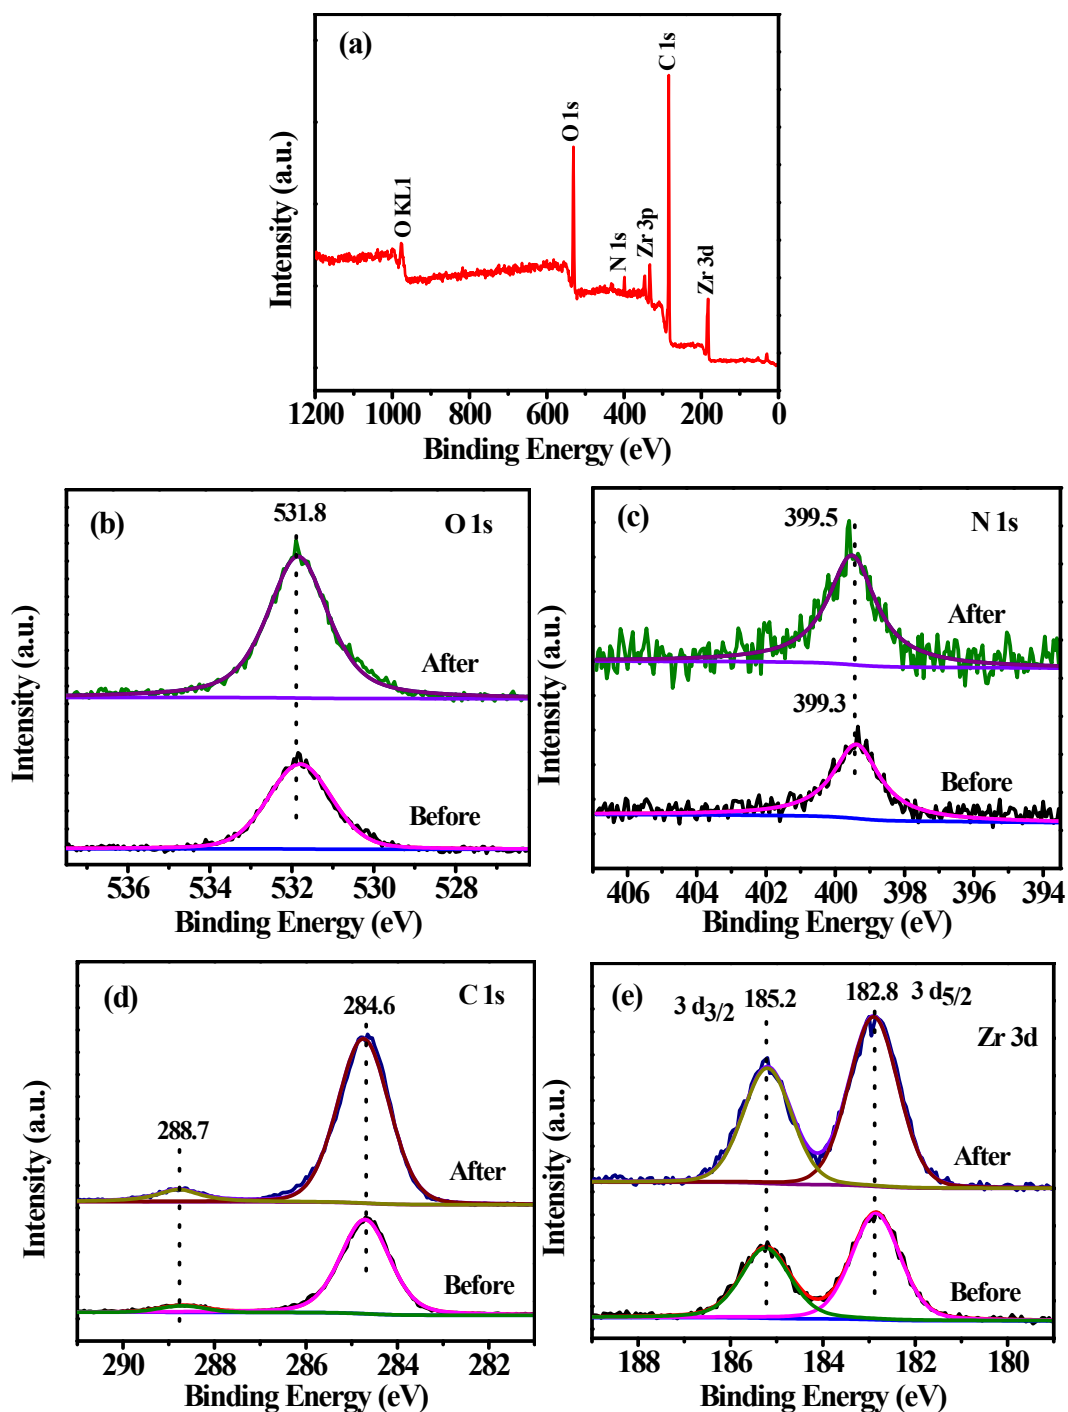 (a)
O KL1
O 1s
N 1s
Zr 3p
C 1s
Zr 3d
Intensity (a.u.)
1200 1000 800 600 400 200 0
Binding Energy (eV)
(b)
531.8
O 1s
After
Before
Intensity (a.u.)
536 534 532 530 528
Binding Energy (eV)
(c)
399.5
N 1s
After
399.3
Before
Intensity (a.u.)
406 404 402 400 398 396 394
Binding Energy (eV)
(d)
284.6
C 1s
288.7
After
Before
Intensity (a.u.)
290 288 286 284 282
Binding Energy (eV)
(e)
3 d3/2 185.2 182.8 3 d5/2
Zr 3d
After
Before
Intensity (a.u.)
188 186 184 182 180
Binding Energy (eV)